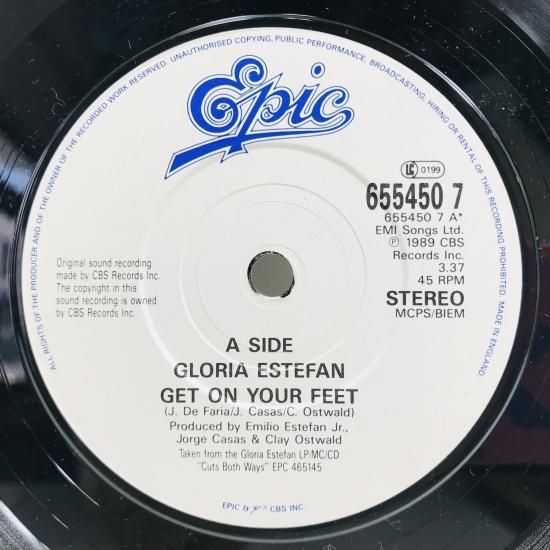 ALL RIGHTS OF THE PRODUCER AND OF THE OWNER OF THE RECORDED WORK RESERVED. UNAUTHORISED COPYING, PUBLIC PERFORMANCE, BROADCASTING, HIRING OR RENTAL OF THIS RECORDING PROHIBITED. MADE IN ENGLAND.
Epic
LC 0199
655450 7
655450 7 A*
EMI Songs Ltd.
℗ 1989 CBS
Records Inc.
3.37
45 RPM
STEREO
MCPS/BIEM
Original sound recording
made by CBS Records Inc.
The copyright in this
sound recording is owned
by CBS Records Inc.
A SIDE
GLORIA ESTEFAN
GET ON YOUR FEET
(J. De Faria/J. Casas/C. Ostwald)
Produced by Emilio Estefan Jr.,
Jorge Casas & Clay Ostwald
Taken from the Gloria Estefan LP/MC/CD
"Cuts Both Ways" EPC 465145
EPIC CBS INC.